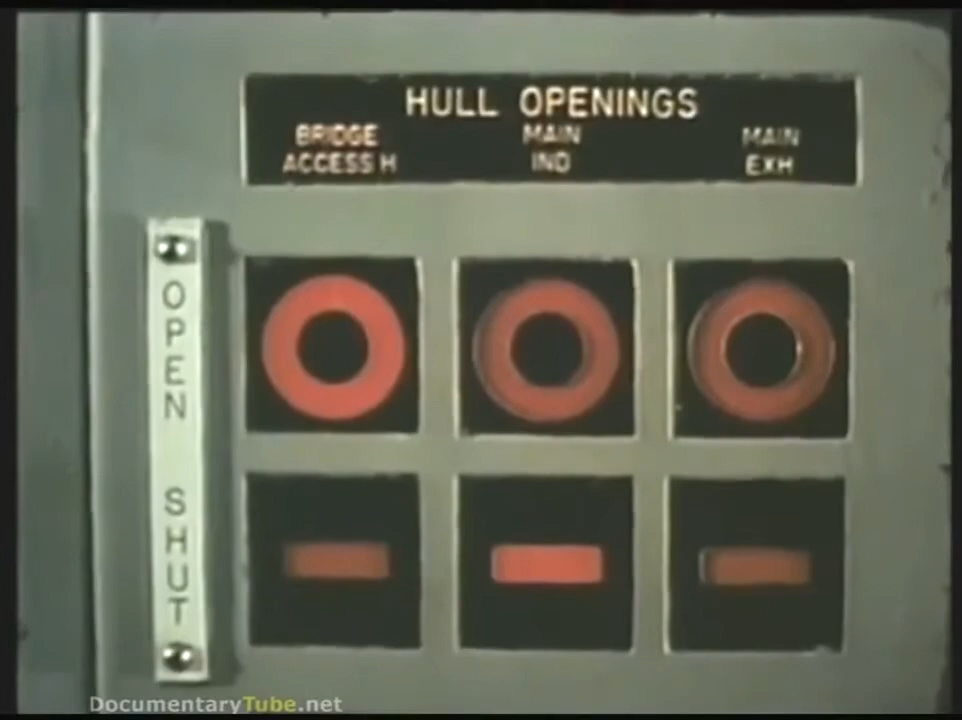 HULL OPENINGS
BRIDGE
ACCESS H
MAIN
IND
MAIN
EXH
OPEN
SHUT
DocumentaryTube.net